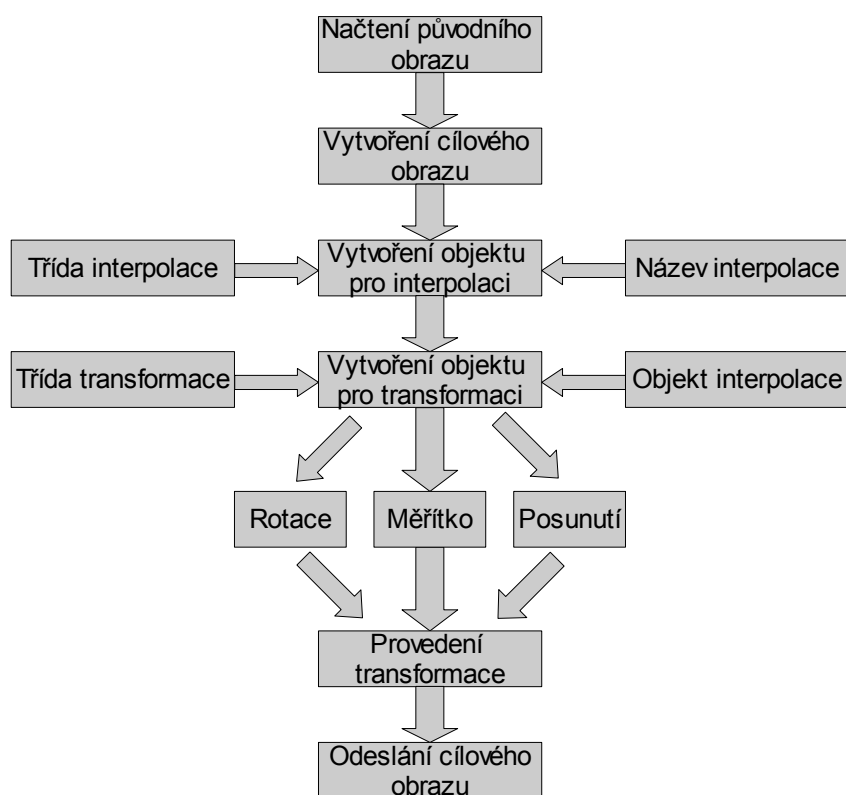 Načtení původního
obrazu
Vytvoření cílového
obrazu
Třída interpolace
Vytvoření objektu
pro interpolaci
Název interpolace
Třída transformace
Vytvoření objektu
pro transformaci
Objekt interpolace
Rotace
Měřítko
Posunutí
Provedení
transformace
Odeslání cílového
obrazu